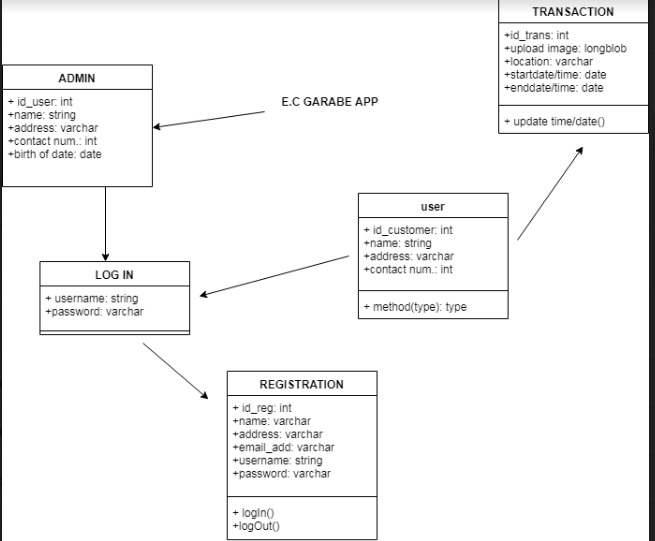 TRANSACTION
+id_trans: int
+upload image: longblob
+location: varchar
+startdate/time: date
+enddate/time: date
+ update time/date()
ADMIN
+ id_user: int
+name: string
+address: varchar
+contact num.: int
+birth of date: date
E.C GARABE APP
user
+ id_customer: int
+name: string
+address: varchar
+contact num.: int
+ method(type): type
LOG IN
+ username: string
+password: varchar
REGISTRATION
+ id_reg: int
+name: varchar
+address: varchar
+email_add: varchar
+username: string
+password: varchar
+ logIn()
+logOut()